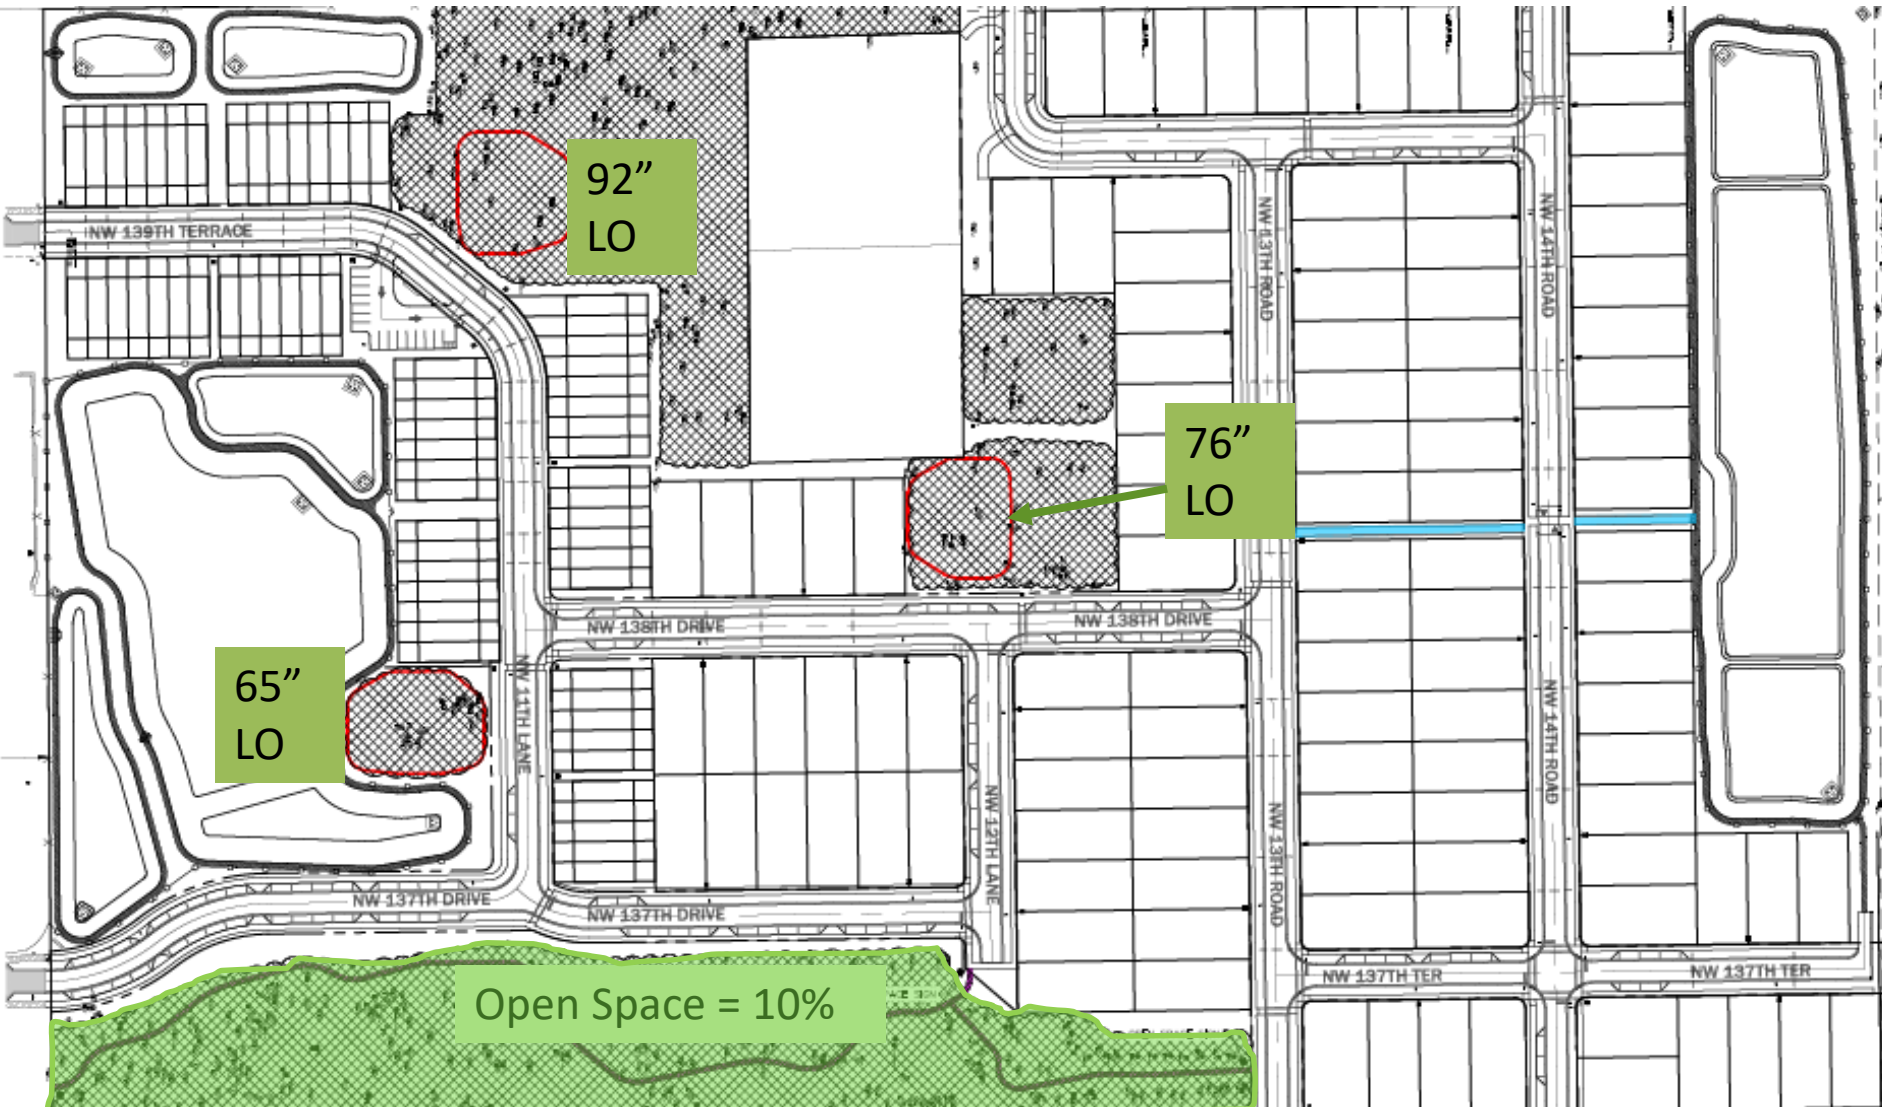 92”
LO
NW 139TH TERRACE
NW 13TH ROAD
NW 14TH ROAD
76”
LO
NW 138TH DRIVE
NW 138TH DRIVE
65”
LO
NW 11TH LANE
NW 14TH ROAD
NW 12TH LANE
NW 13TH ROAD
NW 137TH DRIVE
NW 137TH DRIVE
NW 137TH TER
NW 137TH TER
Open Space = 10%